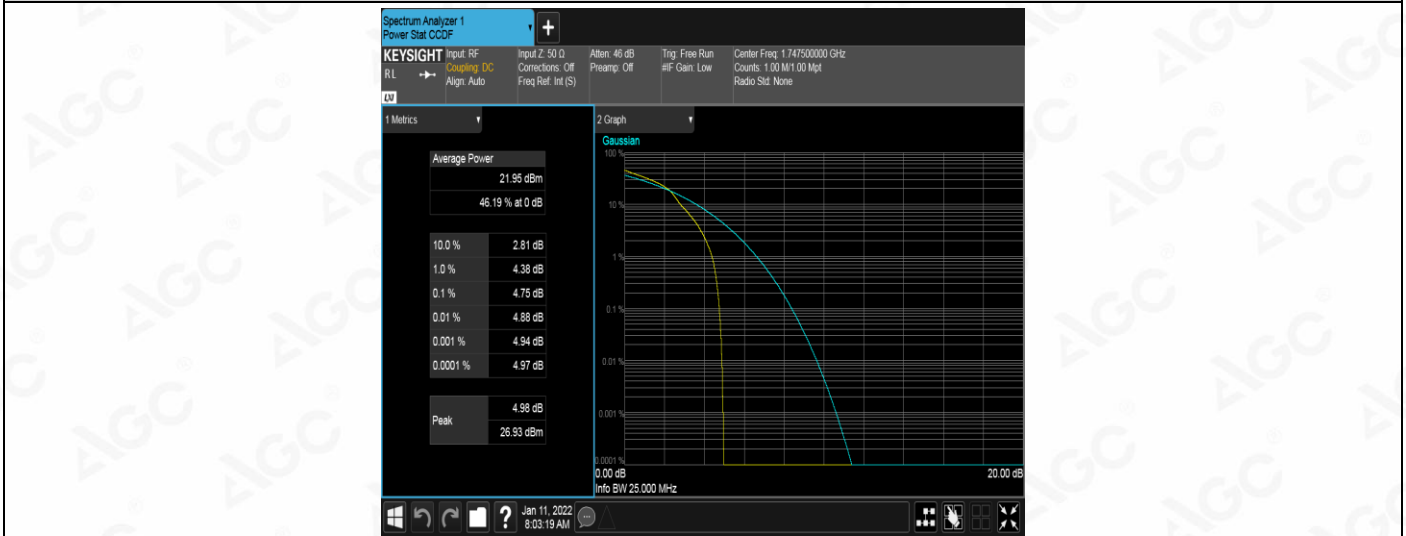 Spectrum Analyzer 1
Power Stat CCDF
+
KEYSIGHT
RL
LXI
Input: RF
Coupling: DC
Align: Auto
Input Z: 50 Ω
Corrections: Off
Freq Ref: Int (S)
Atten: 46 dB
Preamp: Off
Trig: Free Run
#IF Gain: Low
Center Freq: 1.747500000 GHz
Counts: 1.00 M/1.00 Mpt
Radio Std: None
1 Metrics
Average Power
21.95 dBm
46.19 % at 0 dB
10.0 % 2.81 dB
1.0 % 4.38 dB
0.1 % 4.75 dB
0.01 % 4.88 dB
0.001 % 4.94 dB
0.0001 % 4.97 dB
Peak
4.98 dB
26.93 dBm
2 Graph
Gaussian
100 %
10 %
1 %
0.1 %
0.01 %
0.001 %
0.0001 %
0.00 dB
20.00 dB
Info BW 25.000 MHz
?
Jan 11, 2022
8:03:19 AM
AGC